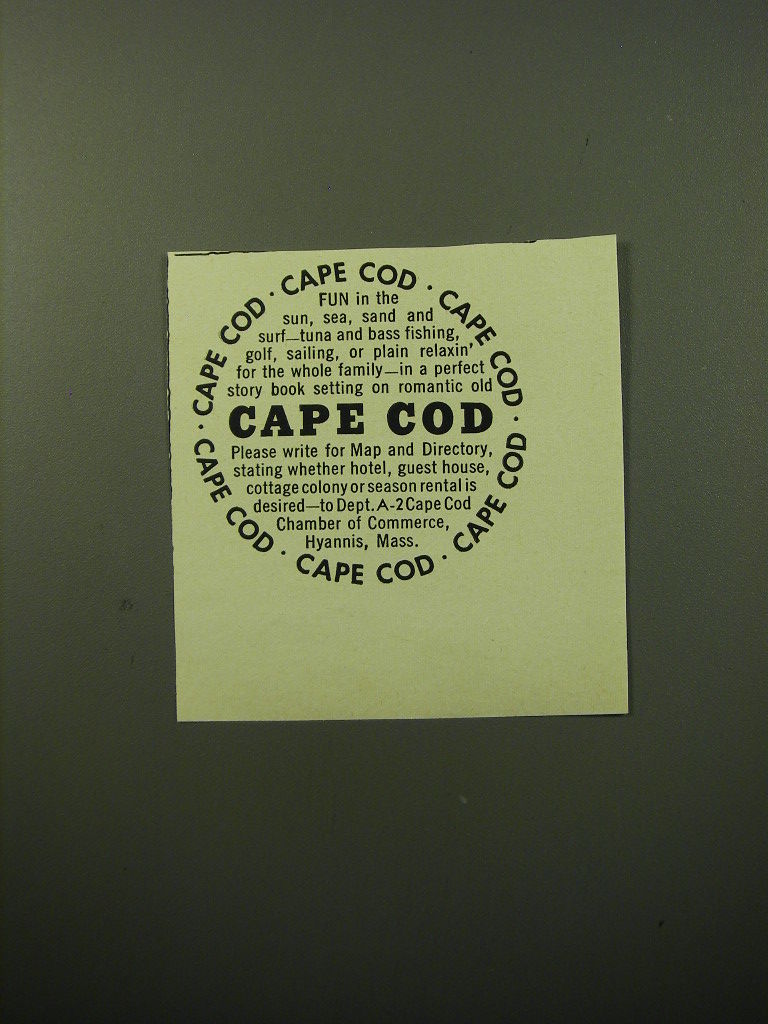 CAPE COD · CAPE COD · CAPE COD · CAPE COD · CAPE COD · CAPE COD ·
FUN in the
sun, sea, sand and
surf—tuna and bass fishing,
golf, sailing, or plain relaxin'
for the whole family—in a perfect
story book setting on romantic old
CAPE COD
Please write for Map and Directory,
stating whether hotel, guest house,
cottage colony or season rental is
desired—to Dept. A-2 Cape Cod
Chamber of Commerce,
Hyannis, Mass.